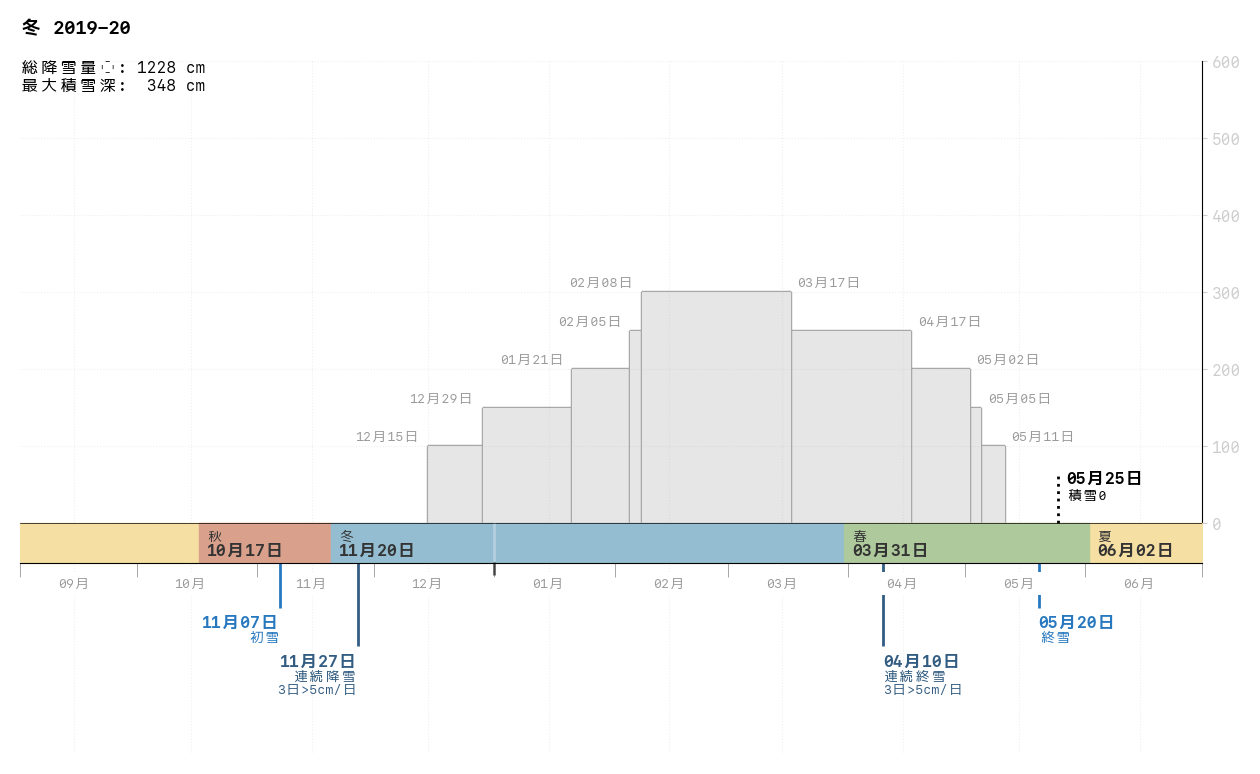 冬 2019-20
総降雪量: 1228 cm
最大積雪深: 348 cm
600
500
400
300
200
100
0
02月08日
03月17日
02月05日
04月17日
01月21日
05月02日
12月29日
05月05日
12月15日
05月11日
05月25日
積雪0
秋
10月17日
冬
11月20日
春
03月31日
夏
06月02日
09月
10月
11月
12月
01月
02月
03月
04月
05月
06月
11月07日
初雪
05月20日
終雪
11月27日
連続降雪
3日>5cm/日
04月10日
連続終雪
3日>5cm/日